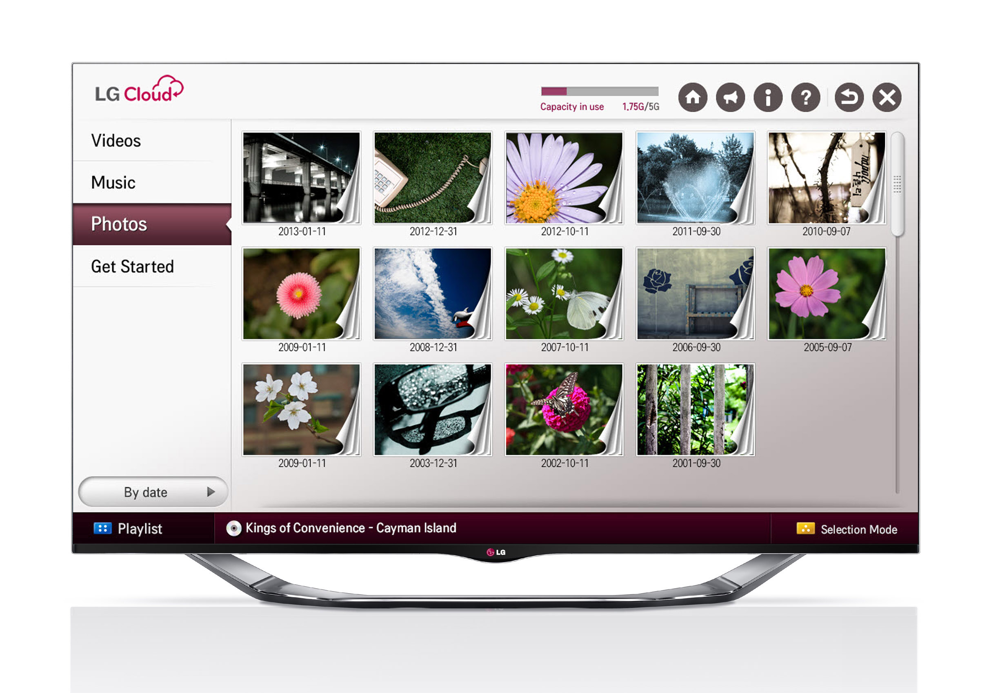 LG Cloud
Capacity in use 1.75G/5G
Videos
Music
Photos
Get Started
2013-01-11
2012-12-31
2012-10-11
2011-09-30
2010-09-07
2009-01-11
2008-12-31
2007-10-11
2006-09-30
2005-09-07
2009-01-11
2003-12-31
2002-10-11
2001-09-30
By date
Playlist
Kings of Convenience - Cayman Island
Selection Mode
LG